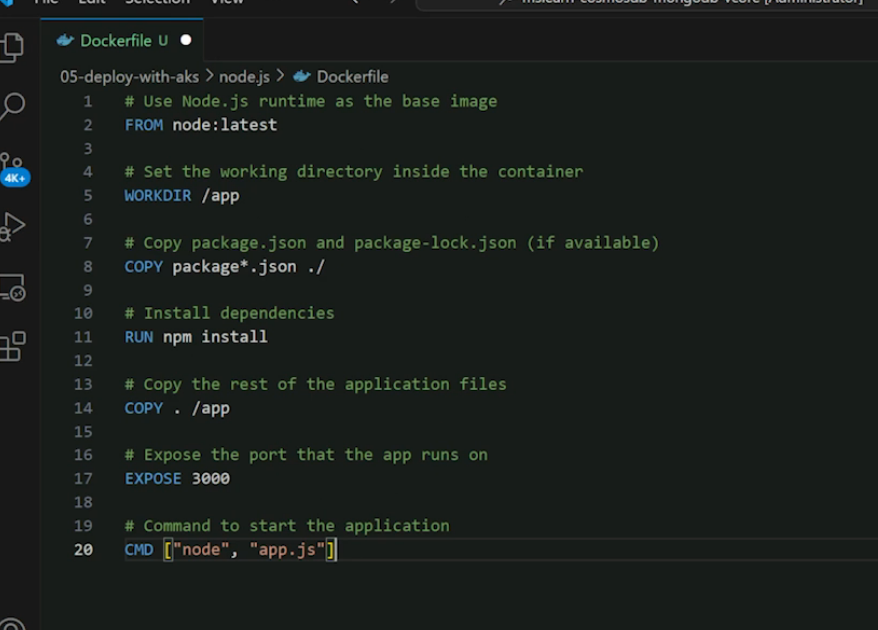 File Edit Selection View
mslearn-cosmosdb-mongodb-vcore [Administrator]
Dockerfile U
05-deploy-with-aks > node.js > Dockerfile
4K+
1 # Use Node.js runtime as the base image
2 FROM node:latest
3
4 # Set the working directory inside the container
5 WORKDIR /app
6
7 # Copy package.json and package-lock.json (if available)
8 COPY package*.json ./
9
10 # Install dependencies
11 RUN npm install
12
13 # Copy the rest of the application files
14 COPY . /app
15
16 # Expose the port that the app runs on
17 EXPOSE 3000
18
19 # Command to start the application
20 CMD ["node", "app.js"]